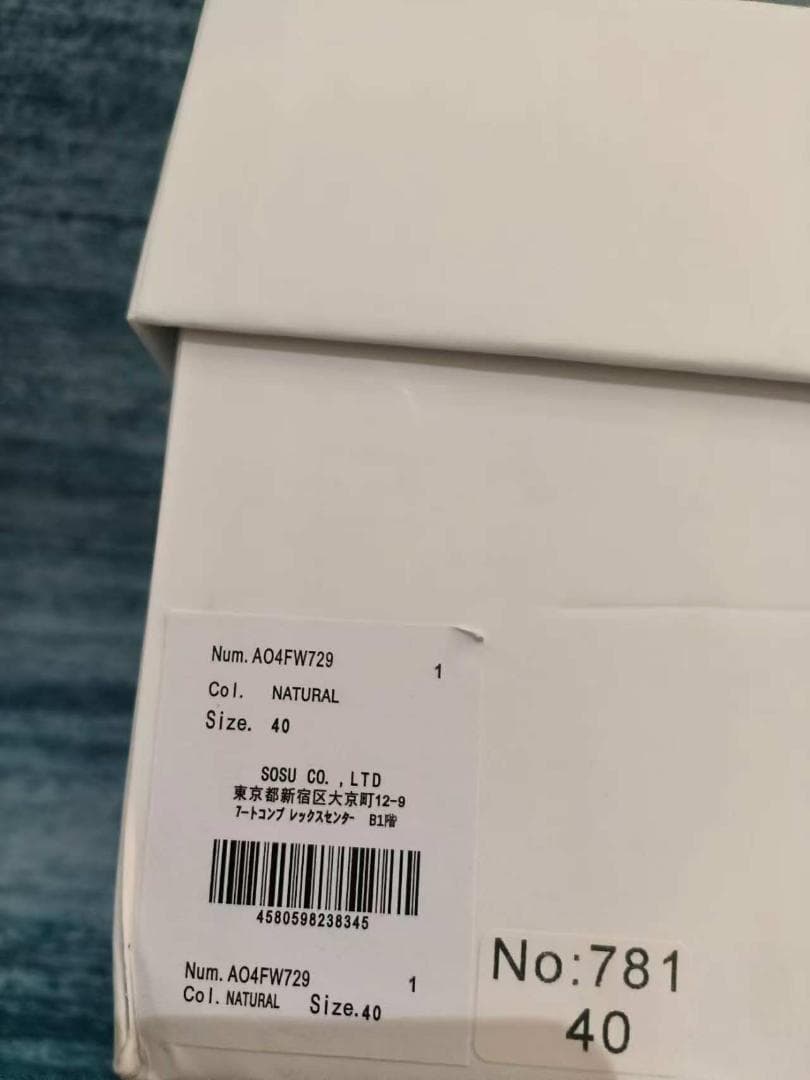 Num. AO4FW729 1
Col. NATURAL
Size. 40
SOSU CO. ,LTD
東京都新宿区大京町12-9
ｱｰﾄｺﾝﾌﾟﾚｯｸｽｾﾝﾀｰ B1階
4580598238345
Num. AO4FW729 1
Col. NATURAL Size.40
No:781
40